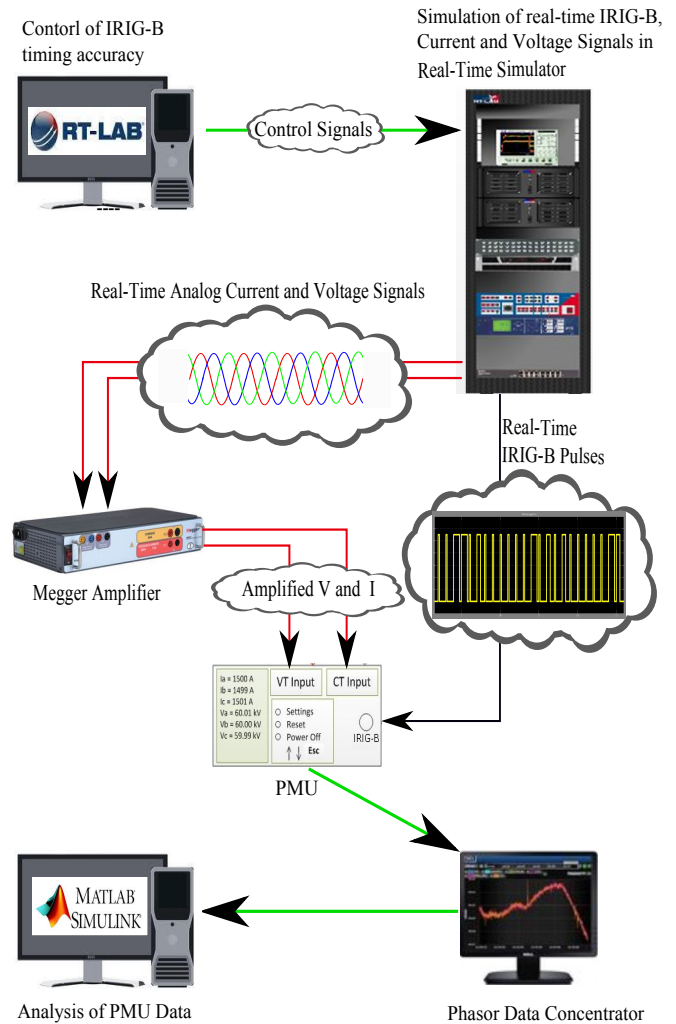 Contorl of IRIG-B
timing accuracy
Simulation of real-time IRIG-B,
Current and Voltage Signals in
Real-Time Simulator
RT-LAB
Control Signals
RT-LAB
Real-Time Analog Current and Voltage Signals
Real-Time
IRIG-B Pulses
Megger Amplifier
Amplified V and I
Ia = 1500 A
Ib = 1499 A
Ic = 1501 A
Va = 60.01 kV
Vb = 60.00 kV
Vc = 59.99 kV
VT Input
CT Input
Settings
Reset
Power Off
Esc
IRIG-B
PMU
MATLAB
SIMULINK
Analysis of PMU Data
Phasor Data Concentrator